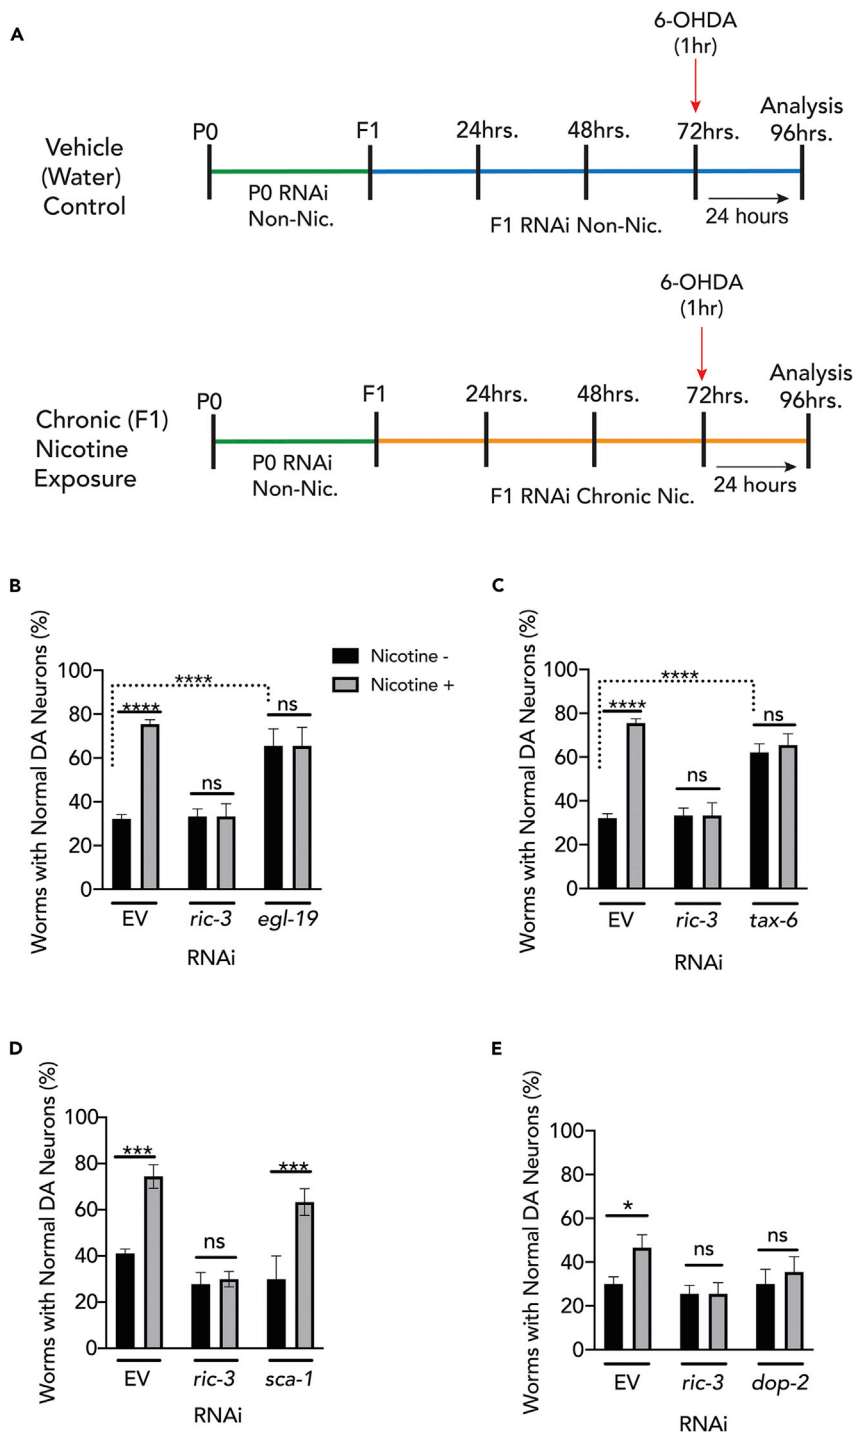 A
6-OHDA
(1hr)
Vehicle
(Water)
Control
P0
F1
24hrs.
48hrs.
72hrs.
Analysis
96hrs.
P0 RNAi
Non-Nic.
F1 RNAi Non-Nic.
24 hours
6-OHDA
(1hr)
Chronic (F1)
Nicotine
Exposure
P0
F1
24hrs.
48hrs.
72hrs.
Analysis
96hrs.
P0 RNAi
Non-Nic.
F1 RNAi Chronic Nic.
24 hours
B
Worms with Normal DA Neurons (%)
100
80
60
40
20
0
****
****
ns
ns
EV
ric-3
egl-19
RNAi
Nicotine -
Nicotine +
C
Worms with Normal DA Neurons (%)
100
80
60
40
20
0
****
****
ns
ns
EV
ric-3
tax-6
RNAi
D
Worms with Normal DA Neurons (%)
100
80
60
40
20
0
***
ns
***
EV
ric-3
sca-1
RNAi
E
Worms with Normal DA Neurons (%)
100
80
60
40
20
0
*
ns
ns
EV
ric-3
dop-2
RNAi